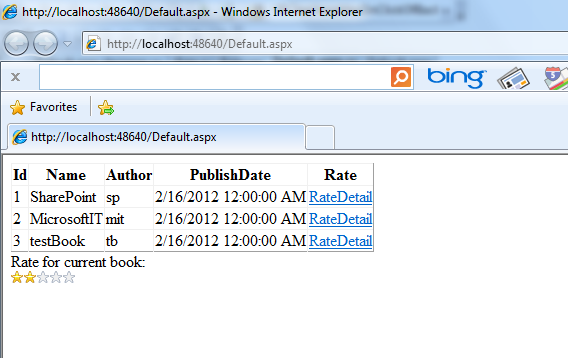 http://localhost:48640/Default.aspx - Windows Internet Explorer
http://localhost:48640/Default.aspx
x bing
Favorites
http://localhost:48640/Default.aspx
Id Name Author PublishDate Rate
1 SharePoint sp 2/16/2012 12:00:00 AM RateDetail
2 MicrosoftIT mit 2/16/2012 12:00:00 AM RateDetail
3 testBook tb 2/16/2012 12:00:00 AM RateDetail
Rate for current book: